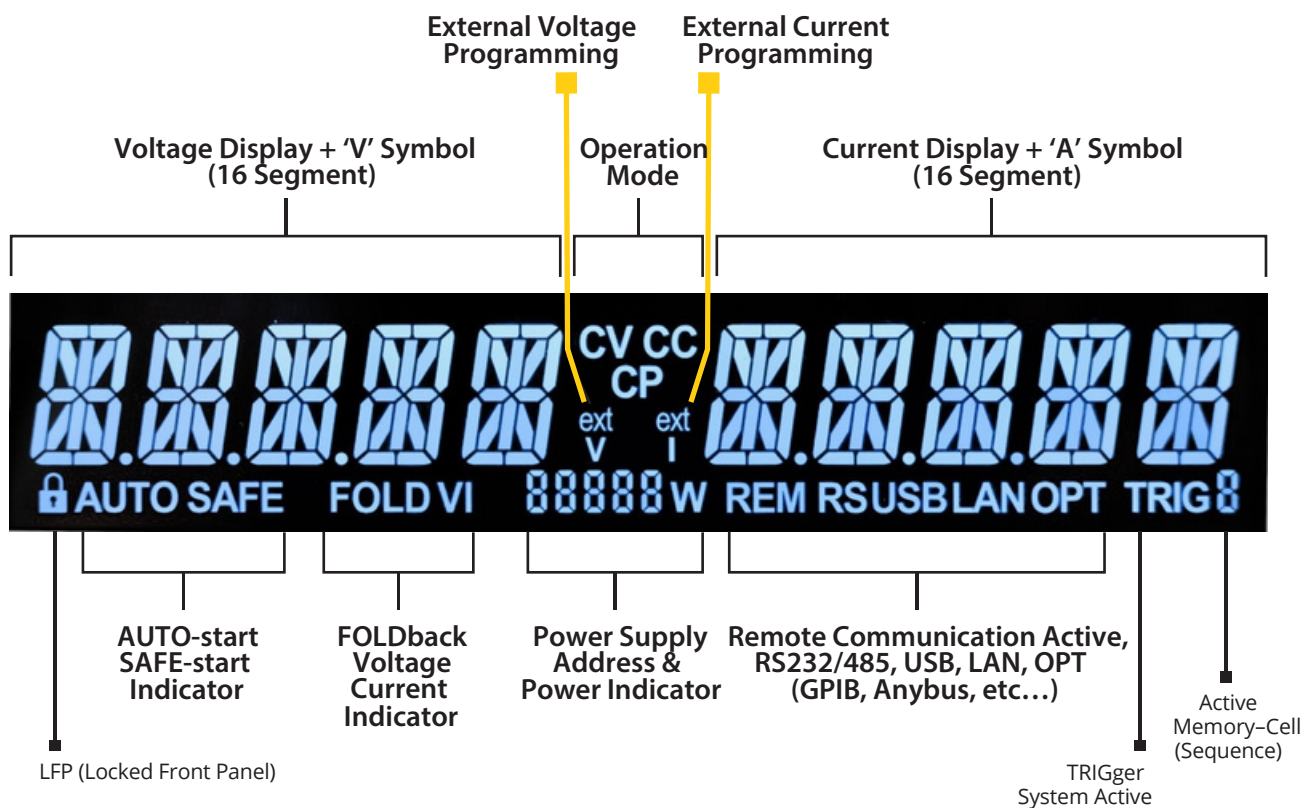 External Voltage
Programming
External Current
Programming
Voltage Display + ‘V’ Symbol
(16 Segment)
Operation
Mode
Current Display + ‘A’ Symbol
(16 Segment)
CV CC
CP
ext
V
ext
I
AUTO SAFE FOLD VI 88888 W REM RS USB LAN OPT TRIG 8
AUTO-start
SAFE-start
Indicator
FOLDback
Voltage
Current
Indicator
Power Supply
Address &
Power Indicator
Remote Communication Active,
RS232/485, USB, LAN, OPT
(GPIB, Anybus, etc…)
Active
Memory–Cell
(Sequence)
LFP (Locked Front Panel)
TRIGger
System Active